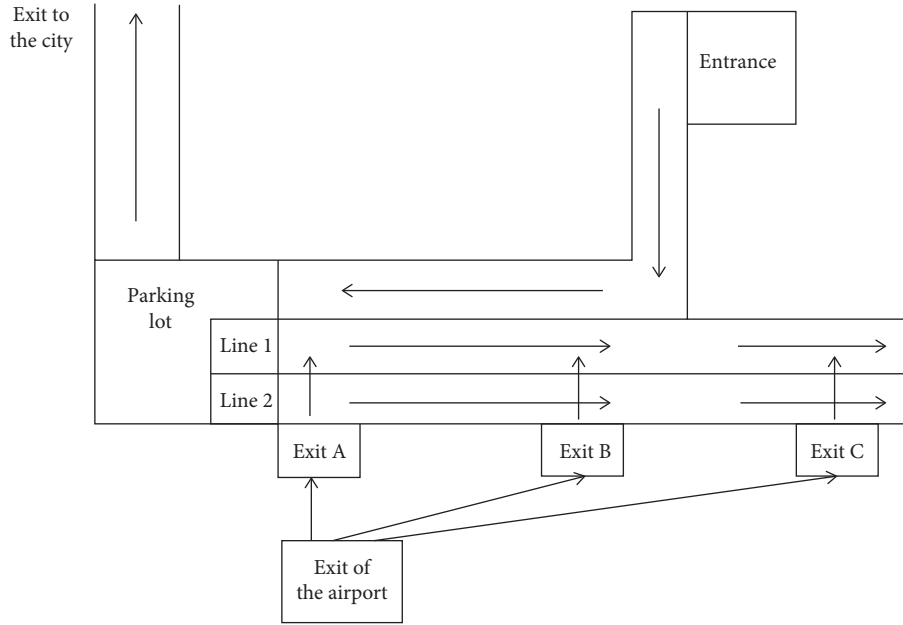 Exit to
the city
Entrance
Parking
lot
Line 1
Line 2
Exit A
Exit B
Exit C
Exit of
the airport